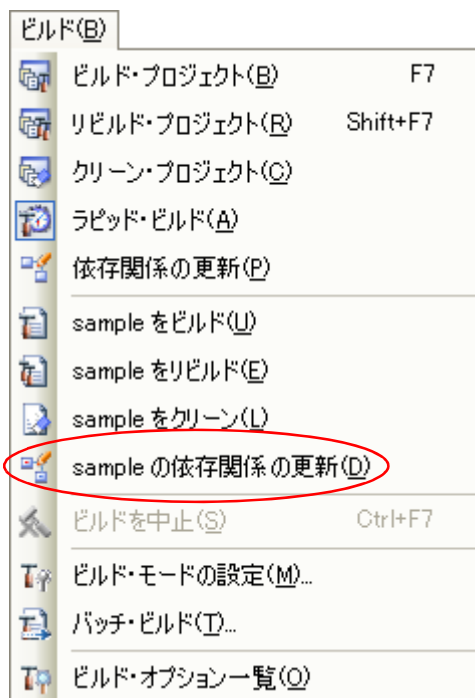 ビルド(B)
ビルド・プロジェクト(B) F7
リビルド・プロジェクト(R) Shift+F7
クリーン・プロジェクト(C)
ラピッド・ビルド(A)
依存関係の更新(P)
sample をビルド(U)
sample をリビルド(E)
sample をクリーン(L)
sample の依存関係の更新(D)
ビルドを中止(S) Ctrl+F7
ビルド・モードの設定(M)...
バッチ・ビルド(T)...
ビルド・オプション一覧(O)